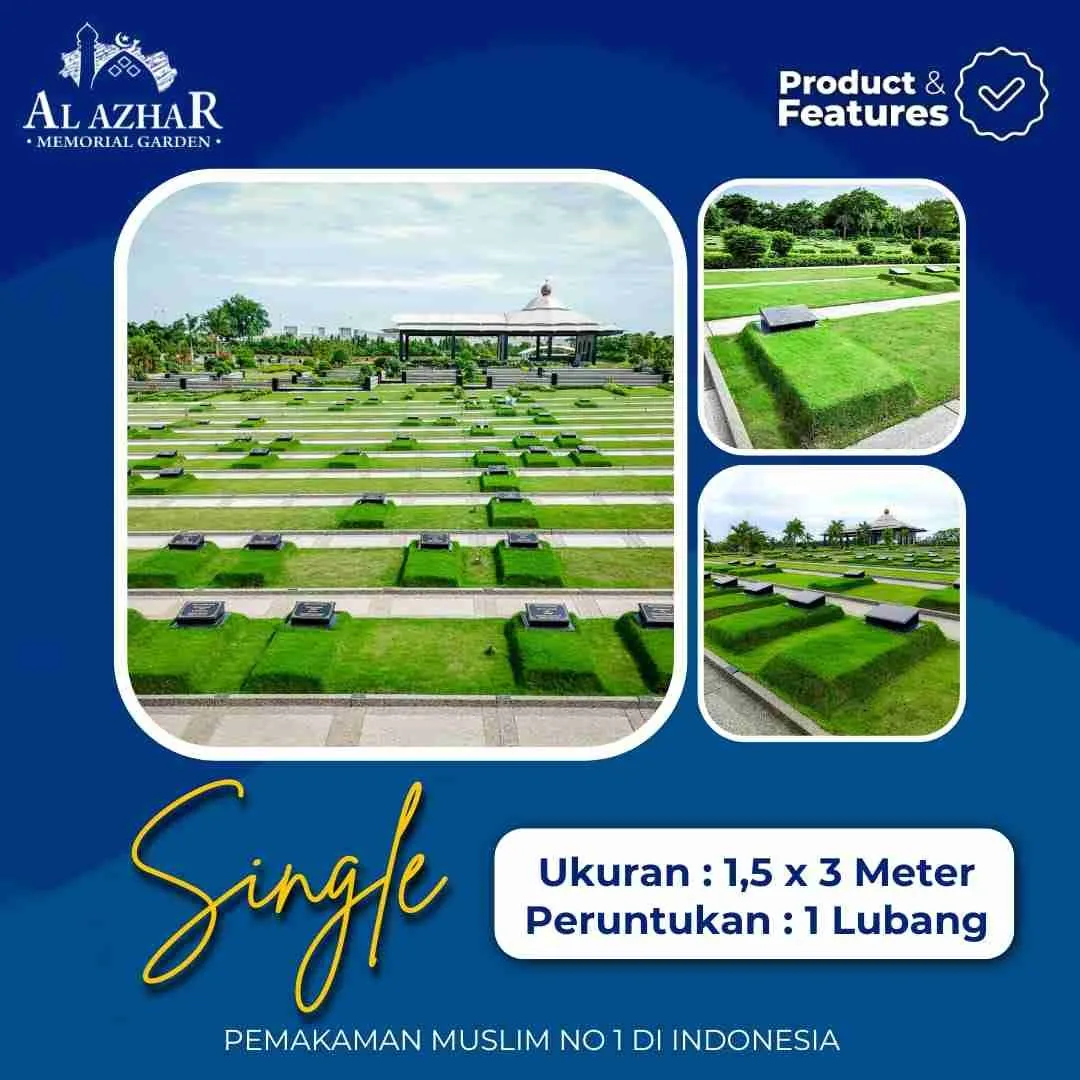 AL AZHAR
• MEMORIAL GARDEN •
Product &
Features
Single
Ukuran : 1,5 x 3 Meter
Peruntukan : 1 Lubang
PEMAKAMAN MUSLIM NO 1 DI INDONESIA